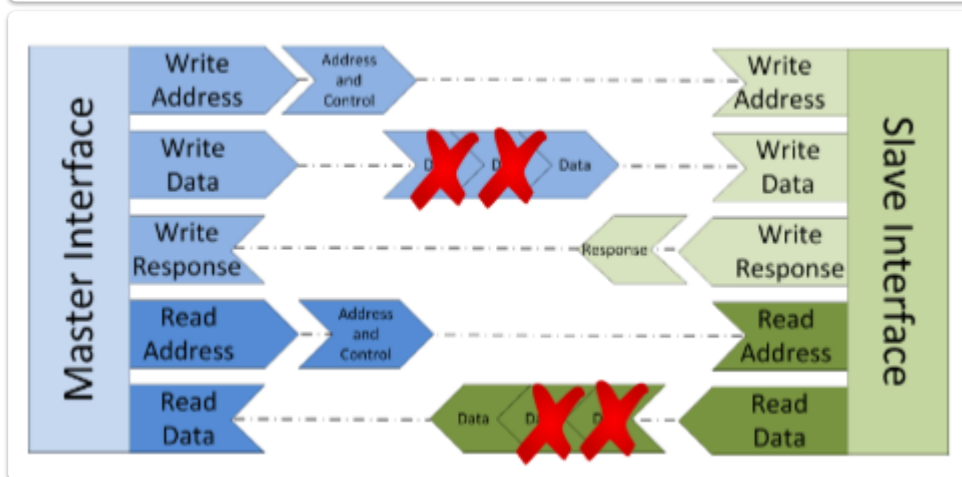 Master Interface
Write
Address
Address
and
Control
Write
Address
Write
Data
Data
Write
Data
Write
Response
Response
Write
Response
Read
Address
Address
and
Control
Read
Address
Read
Data
Data
Read
Data
Slave Interface